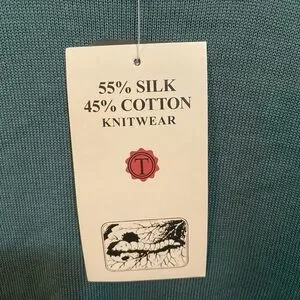 55% SILK
45% COTTON
KNITWEAR
T